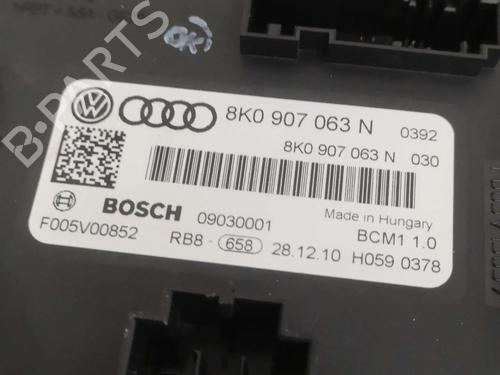 OK
8K0 907 063 N 0392
8K0 907 063 N 030
BOSCH 09030001 Made in Hungary
F005V00852 RB8 - 658 28.12.10 BCM1 1.0
H059 0378
B-PARTS